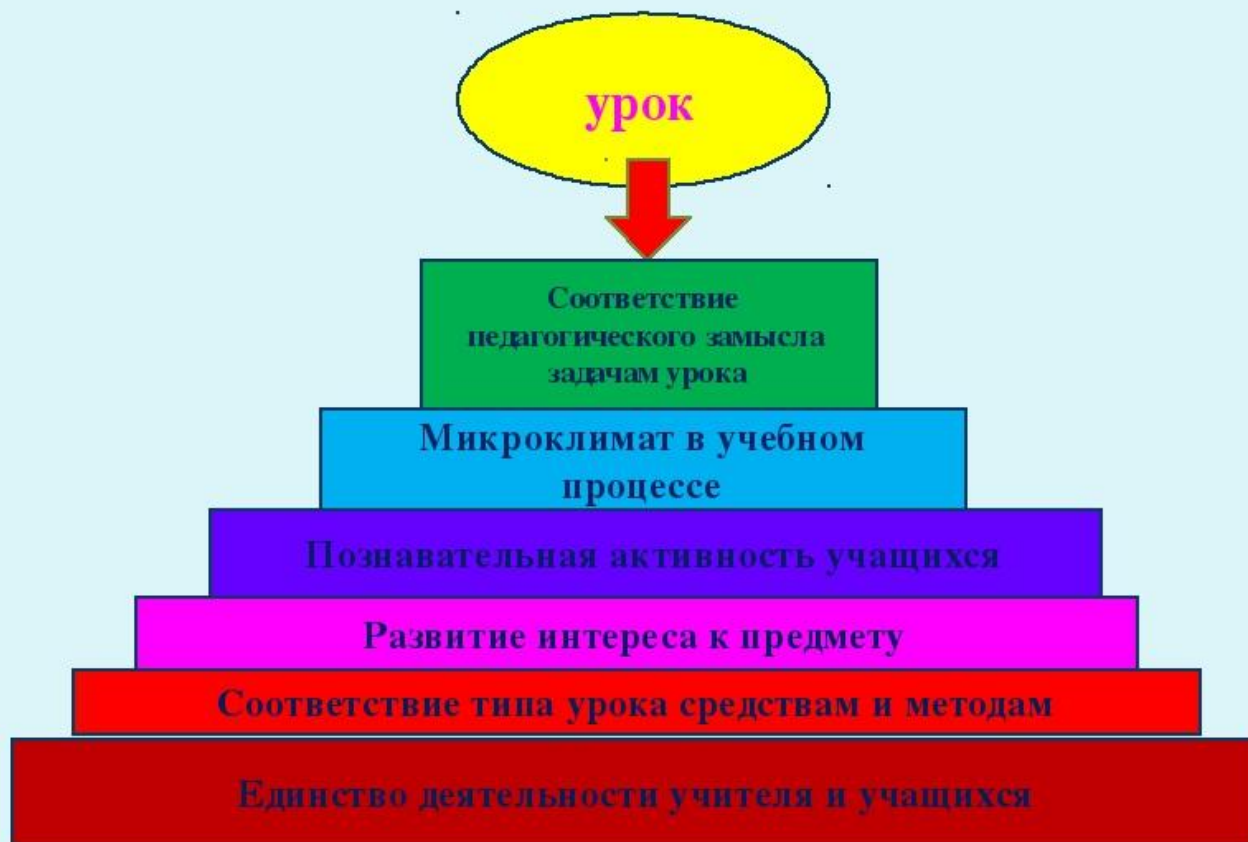 урок
Соответствие
педагогического замысла
задачам урока
Микроклимат в учебном
процессе
Познавательная активность учащихся
Развитие интереса к предмету
Соответствие типа урока средствам и методам
Единство деятельности учителя и учащихся